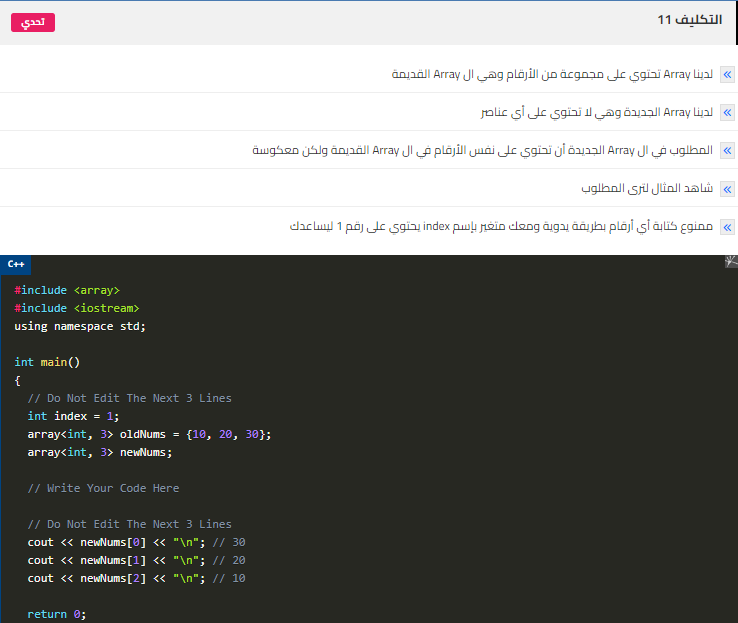 التكليف 11
تحدي
لدينا Array تحتوي على مجموعة من الأرقام وهي ال Array القديمة
لدينا Array الجديدة وهي لا تحتوي على أي عناصر
المطلوب في ال Array الجديدة أن تحتوي على نفس الأرقام في ال Array القديمة ولكن معكوسة
شاهد المثال لترى المطلوب
ممنوع كتابة أي أرقام بطريقة يدوية ومعك متغير بإسم index يحتوي على رقم 1 ليساعدك
C++
#include <array>
#include <iostream>
using namespace std;
int main()
{
// Do Not Edit The Next 3 Lines
int index = 1;
array<int, 3> oldNums = {10, 20, 30};
array<int, 3> newNums;
// Write Your Code Here
// Do Not Edit The Next 3 Lines
cout << newNums[0] << "\n"; // 30
cout << newNums[1] << "\n"; // 20
cout << newNums[2] << "\n"; // 10
return 0;